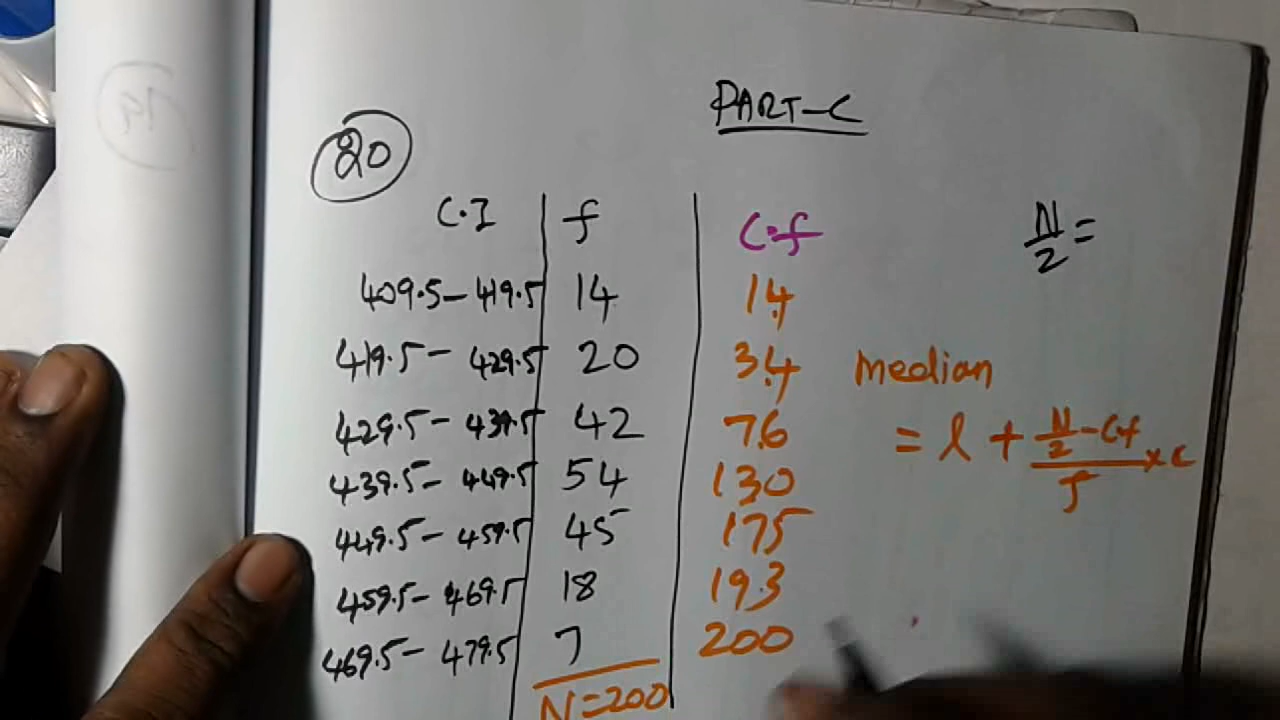 PART-C
20
C.I f C.f
N/2 =
409.5 - 419.5 14 14
419.5 - 429.5 20 34
429.5 - 439.5 42 76
439.5 - 449.5 54 130
449.5 - 459.5 45 175
459.5 - 469.5 18 193
469.5 - 479.5 7 200
N=200
Median
= l + (N/2 - Cf)/f × C